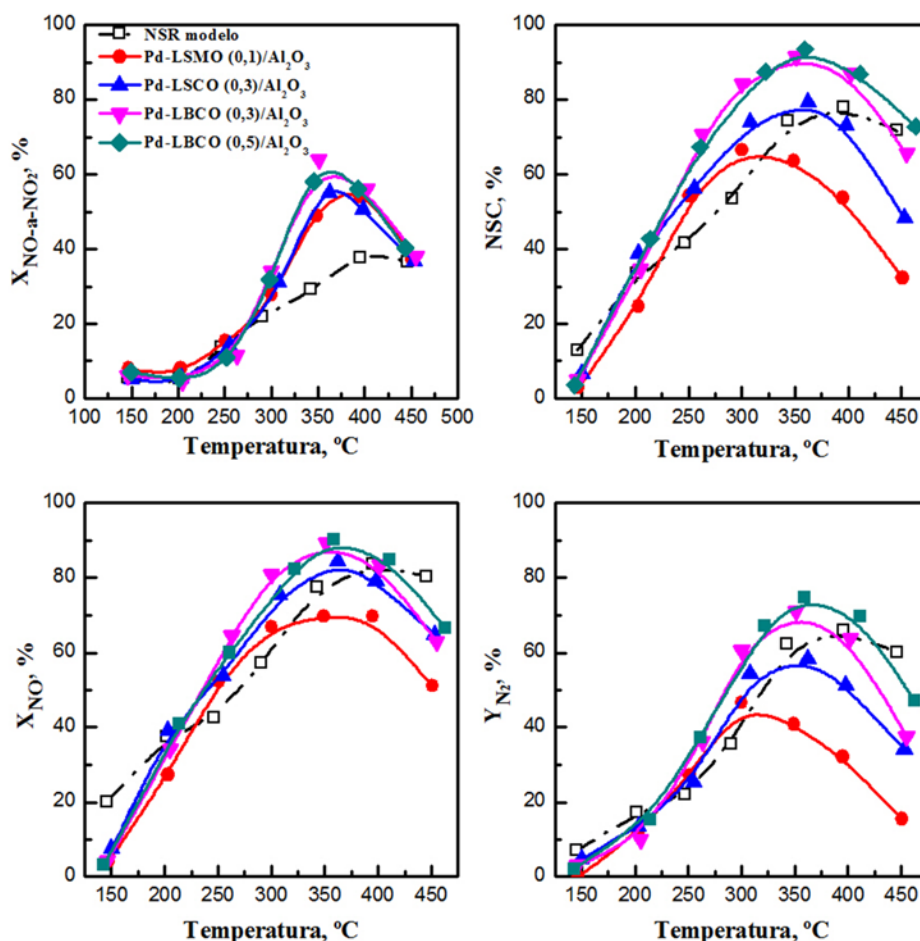 100
80
60
40
20
0
X_NO-a-NO₂, %
NSR modelo
Pd-LSMO (0,1)/Al₂O₃
Pd-LSCO (0,3)/Al₂O₃
Pd-LBCO (0,3)/Al₂O₃
Pd-LBCO (0,5)/Al₂O₃
100 150 200 250 300 350 400 450 500
Temperatura, ºC
100
80
60
40
20
0
NSC, %
150 200 250 300 350 400 450
Temperatura, ºC
100
80
60
40
20
0
X_NO, %
150 200 250 300 350 400 450
Temperatura, ºC
100
80
60
40
20
0
Y_N₂, %
150 200 250 300 350 400 450
Temperatura, ºC